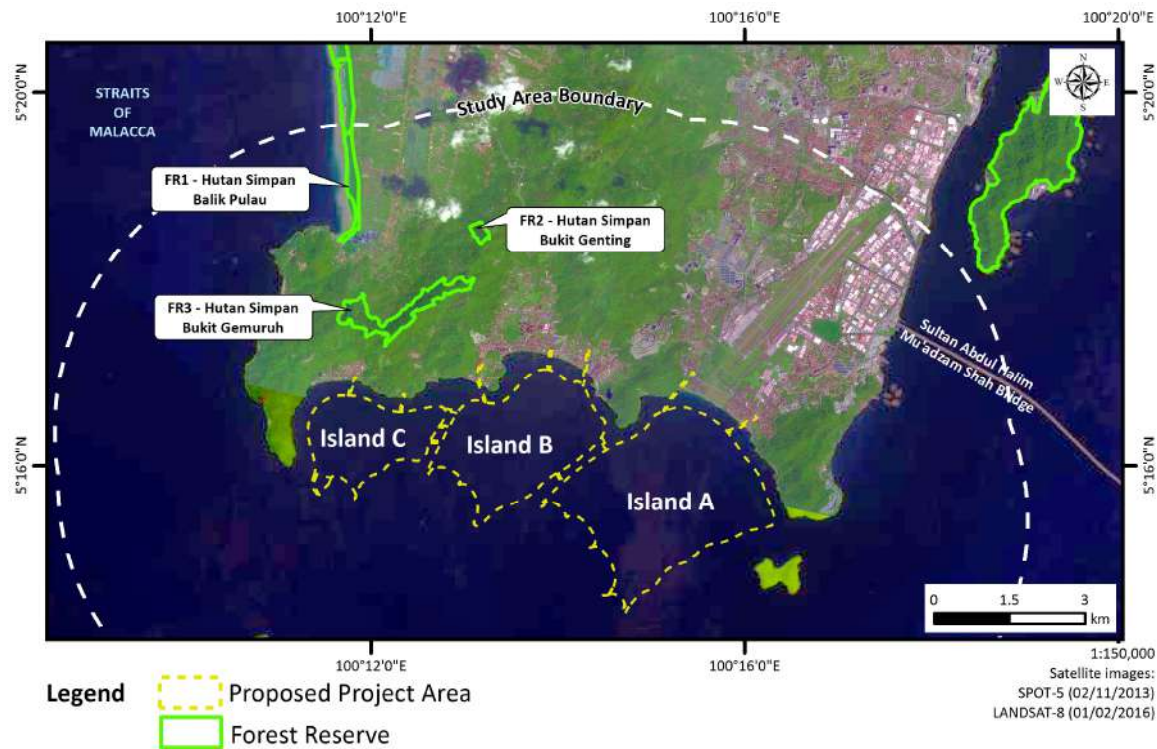 100°12'0"E
100°16'0"E
100°20'0"E
5°20'0"N
5°20'0"N
STRAITS
OF
MALACCA
Study Area Boundary
N
W E
S
FR1 - Hutan Simpan
Balik Pulau
FR2 - Hutan Simpan
Bukit Genting
FR3 - Hutan Simpan
Bukit Gemuruh
Sultan Abdul Halim
Mu'adzam Shah Bridge
Island C
Island B
Island A
5°16'0"N
5°16'0"N
0 1.5 3
km
100°12'0"E
100°16'0"E
1:150,000
Satellite images:
SPOT-5 (02/11/2013)
LANDSAT-8 (01/02/2016)
Legend
Proposed Project Area
Forest Reserve